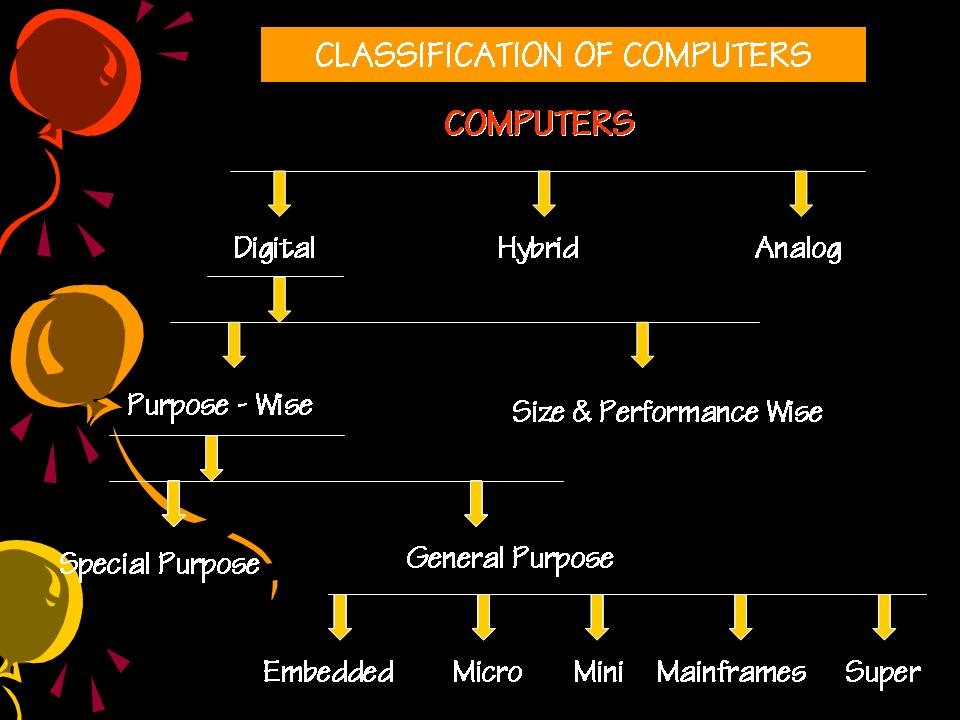 CLASSIFICATION OF COMPUTERS
COMPUTERS
Digital Hybrid Analog
Purpose - Wise Size & Performance Wise
Special Purpose General Purpose
Embedded Micro Mini Mainframes Super